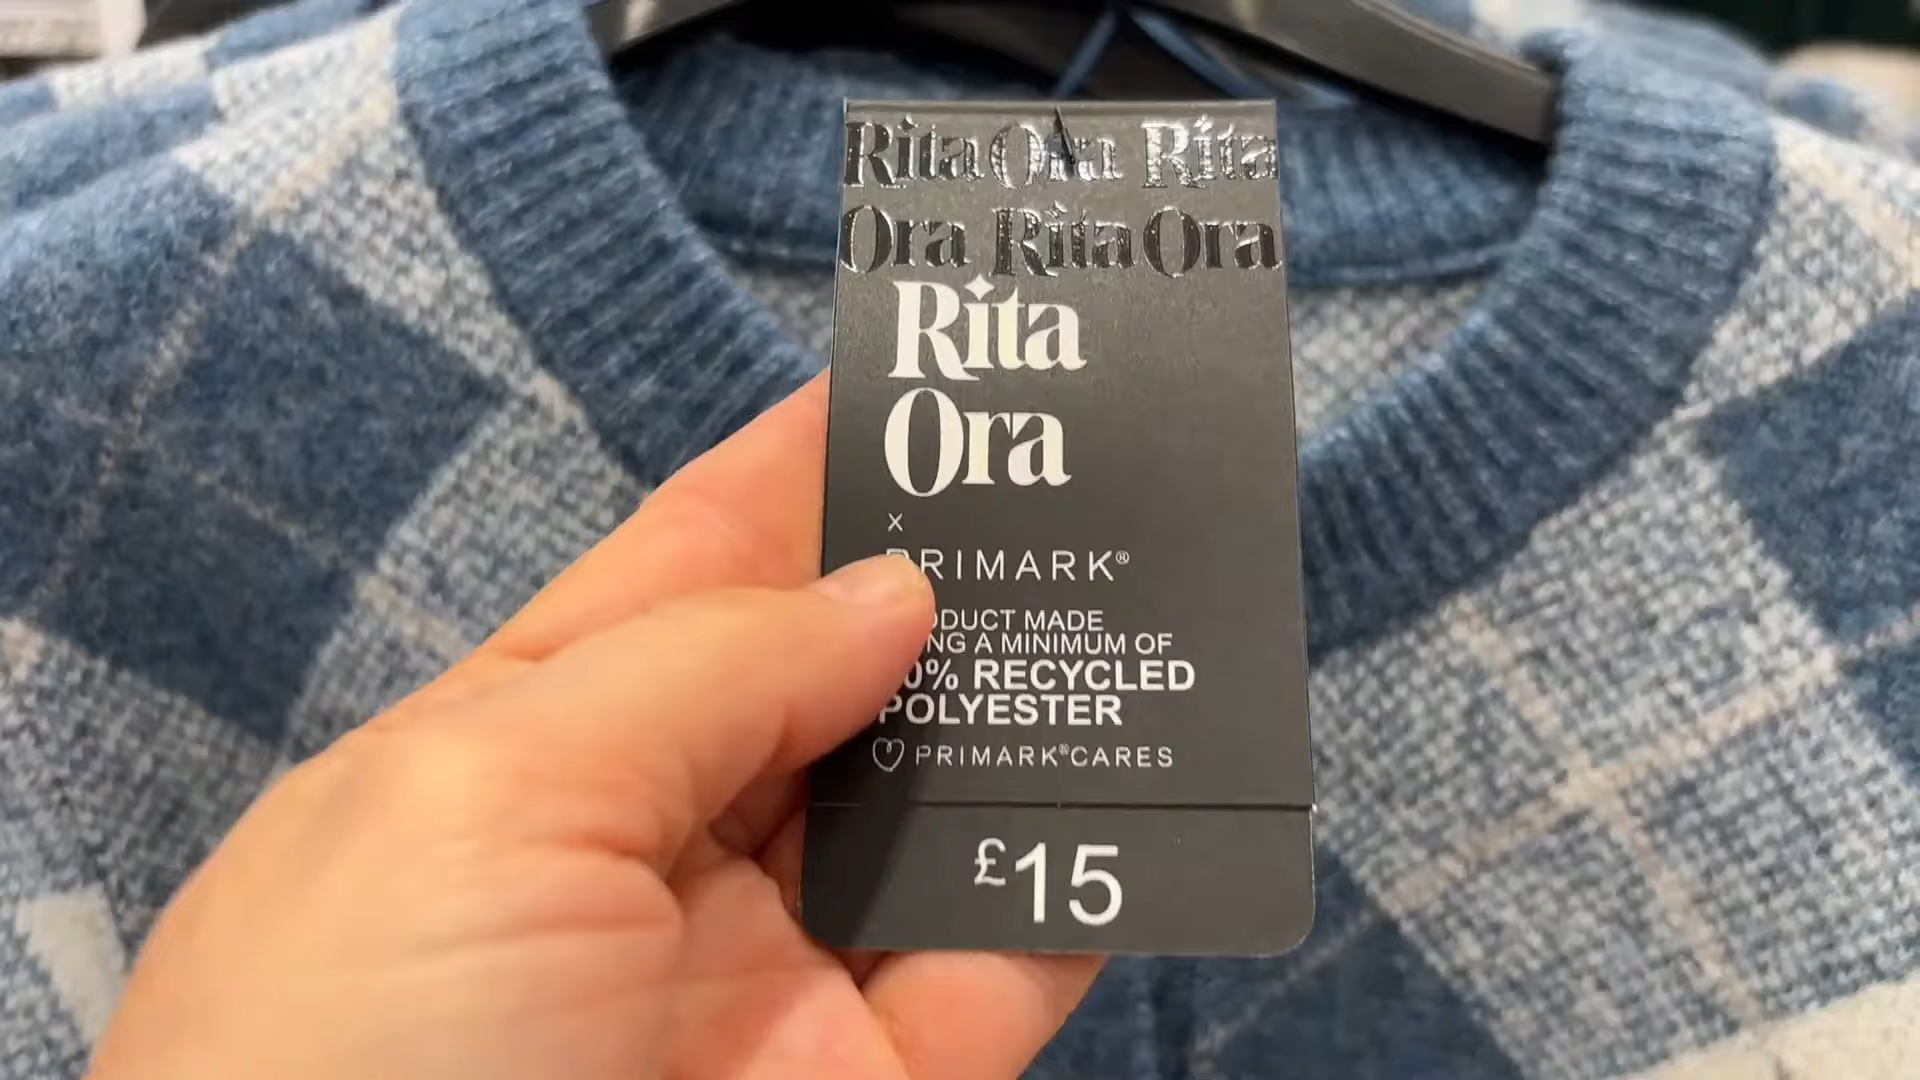 Rita Ora Rita
Ora Rita Ora
Rita
Ora
x
PRIMARK®
ODUCT MADE
NG A MINIMUM OF
0% RECYCLED
POLYESTER
PRIMARK®CARES
£15